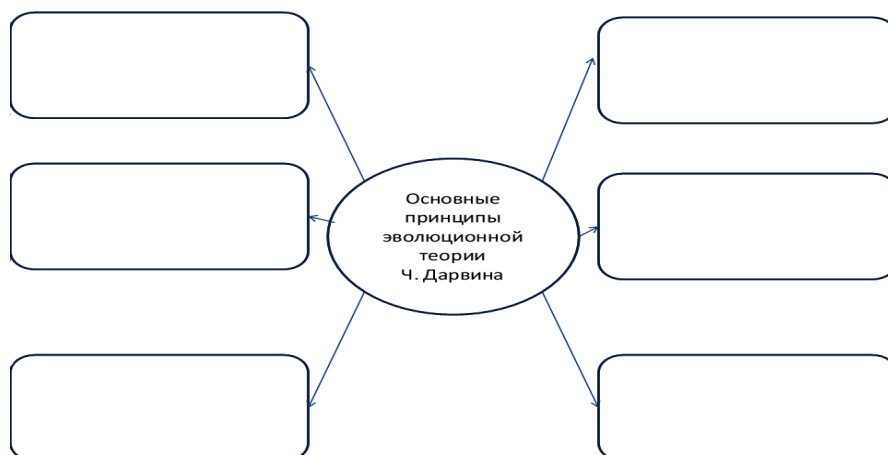 Основные
принципы
эволюционной
теории
Ч. Дарвина